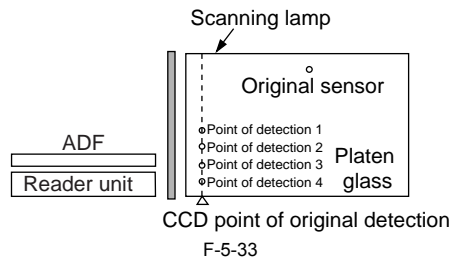 Scanning lamp
Original sensor
Point of detection 1
Point of detection 2
Point of detection 3
Point of detection 4
Platen
glass
ADF
Reader unit
CCD point of original detection
F-5-33